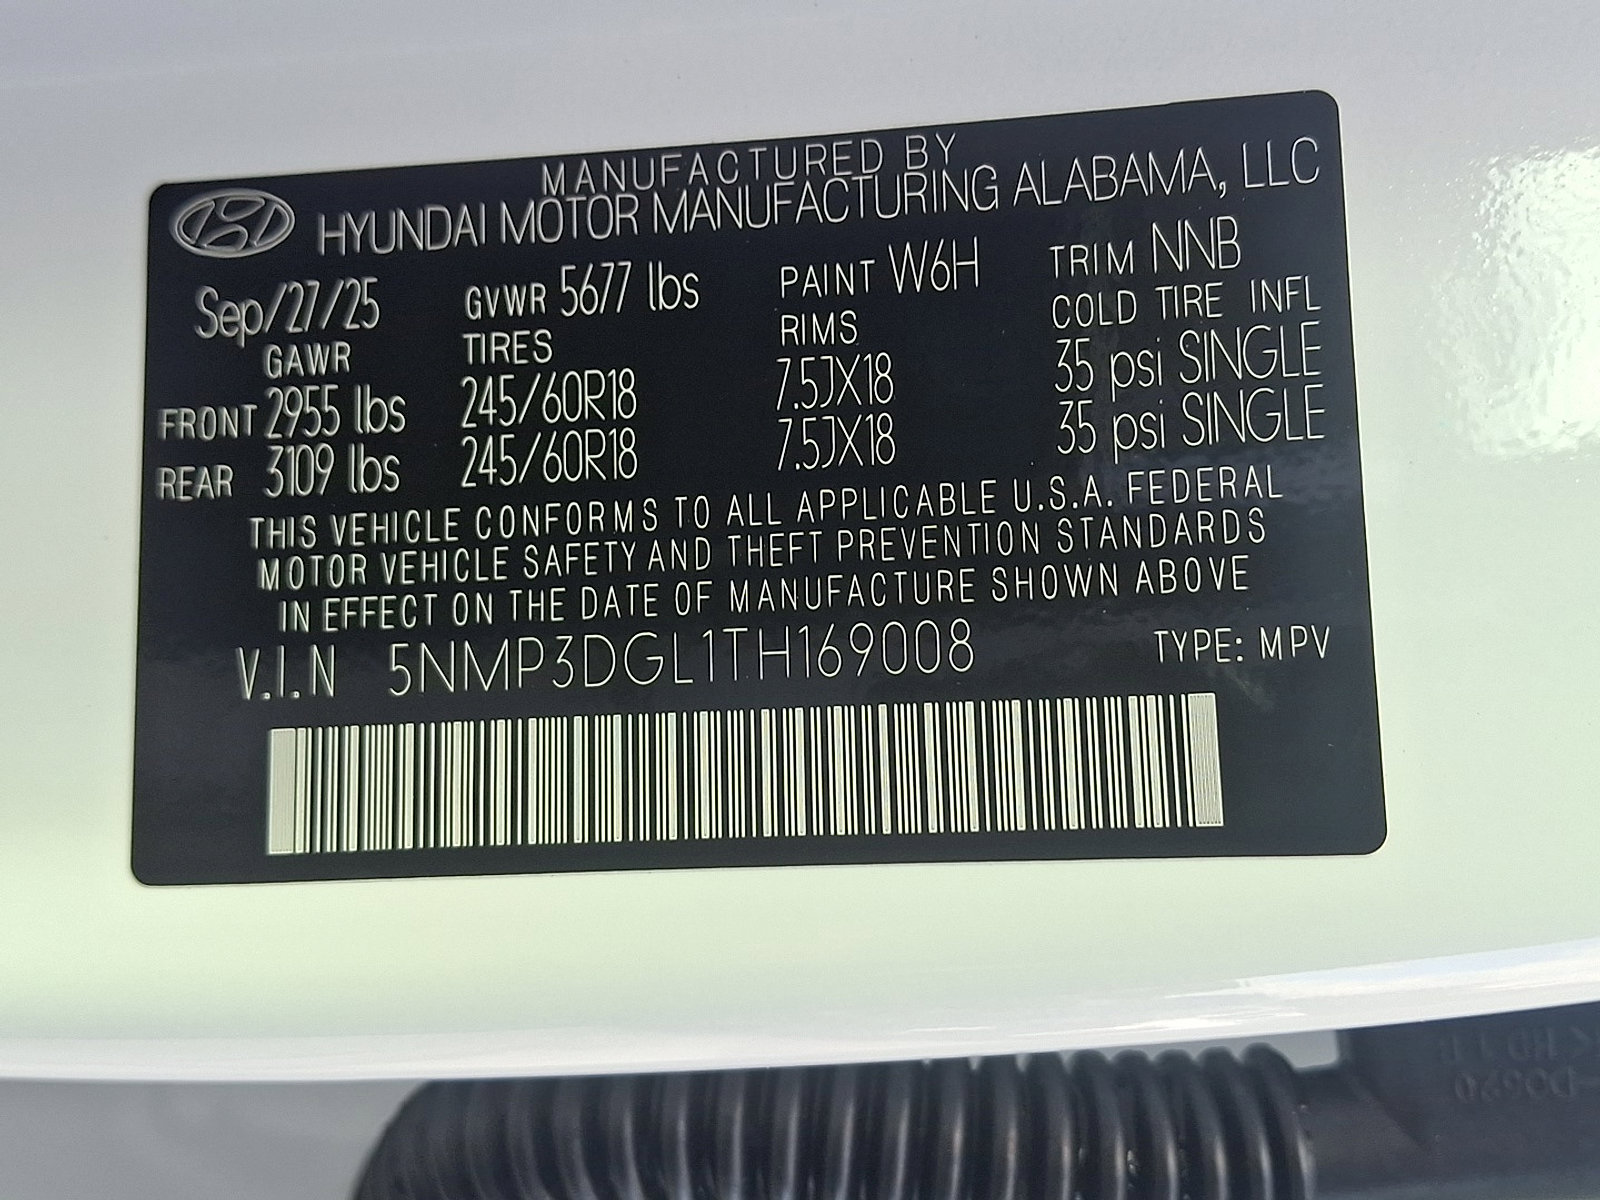 MANUFACTURED BY
HYUNDAI MOTOR MANUFACTURING ALABAMA, LLC
Sep/27/25 GVWR 5677 lbs PAINT W6H TRIM NNB
GAWR TIRES RIMS COLD TIRE INFL
FRONT 2955 lbs 245/60R18 7.5JX18 35 psi SINGLE
REAR 3109 lbs 245/60R18 7.5JX18 35 psi SINGLE
THIS VEHICLE CONFORMS TO ALL APPLICABLE U.S.A. FEDERAL
MOTOR VEHICLE SAFETY AND THEFT PREVENTION STANDARDS
IN EFFECT ON THE DATE OF MANUFACTURE SHOWN ABOVE
V.I.N 5NMP3DGL1TH169008 TYPE: MPV